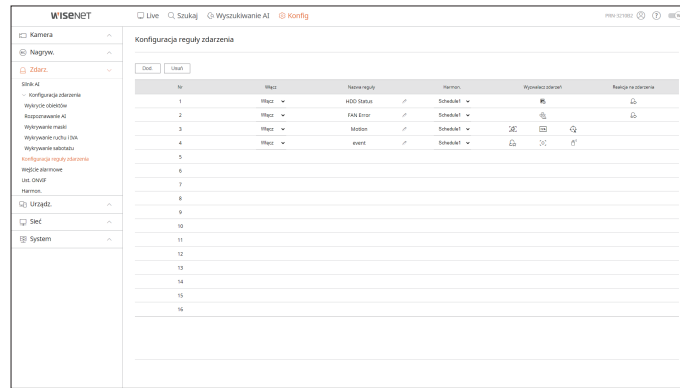 WISENET
Live Szukaj Wyszukiwanie AI Konfig
Kamera
Nagryw.
Zdarz.
Silnik AI
Konfiguracja zdarzenia
Wykrycie obiektów
Rozpoznawanie AI
Wykrywanie maski
Wykrywanie ruchu i IVA
Wykrywanie sabotażu
Konfiguracja reguły zdarzenia
Wejście alarmowe
Ust. ONVIF
Harmon.
Urządz.
Sieć
System
Konfiguracja reguły zdarzenia
Dod. Usuń
Nr Włącz Nazwa reguły Harmon. Wyzwalacz zdarzeń Reakcja na zdarzenia
1 Włącz HDD Status Schedule1
2 Włącz FAN Error Schedule1
3 Włącz Motion Schedule1
4 Włącz event Schedule1
5
6
7
8
9
10
11
12
13
14
15
16